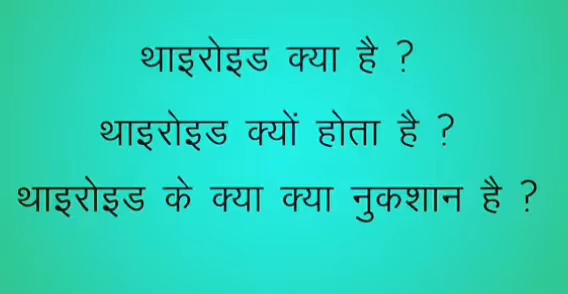 थाइरोइड क्या है ?
थाइरोइड क्यों होता है ?
थाइरोइड के क्या क्या नुकशान है ?